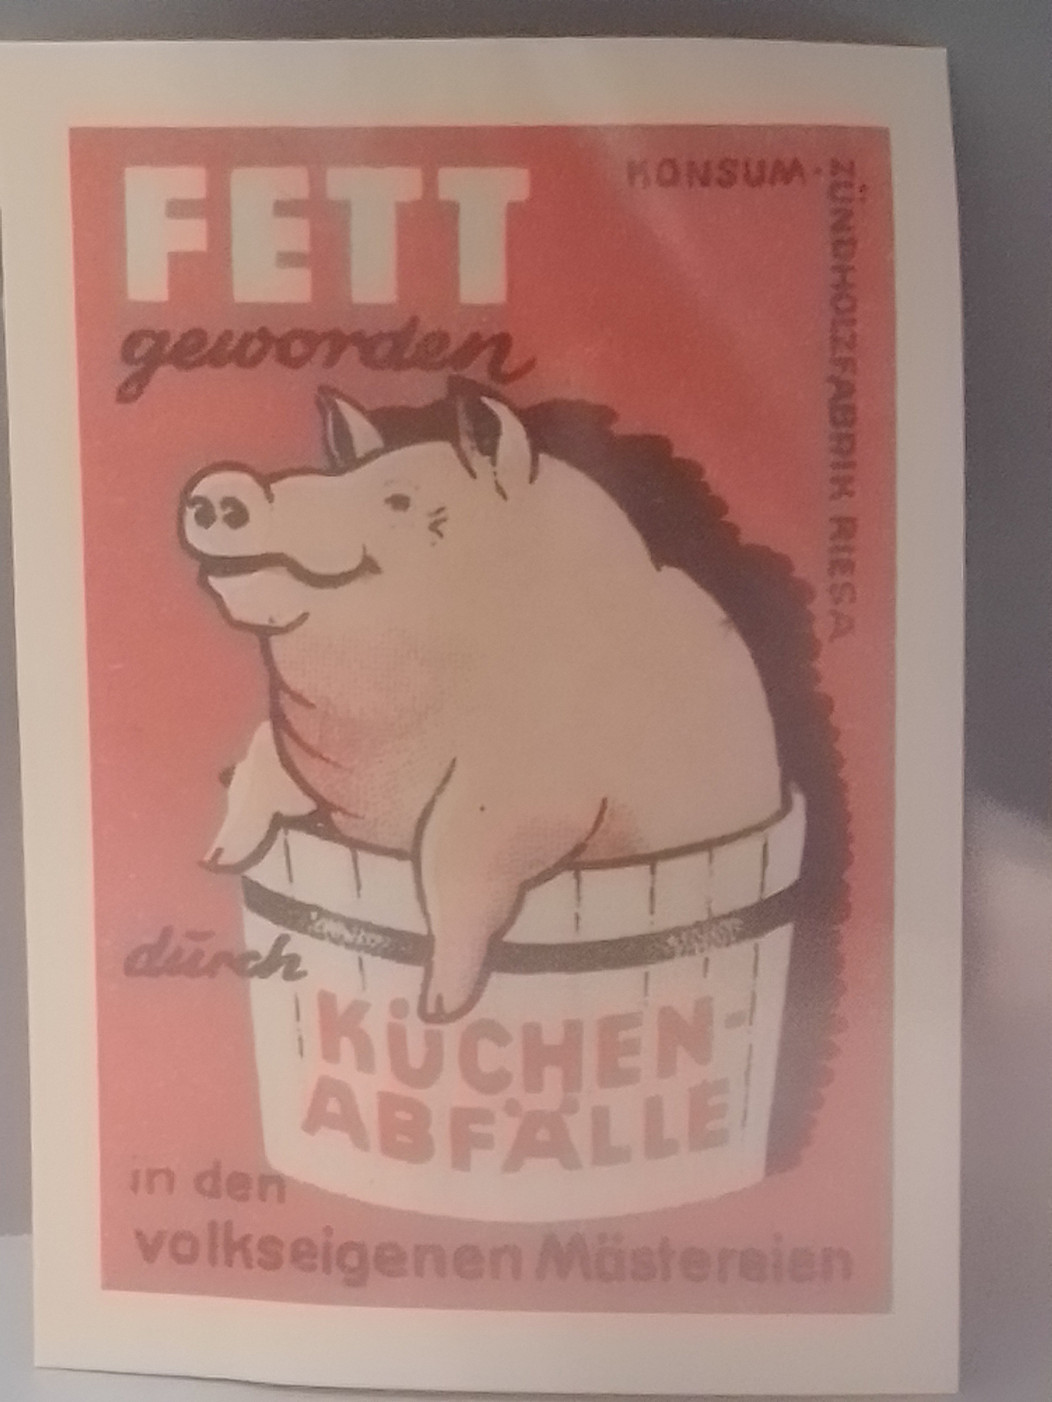 FETT
geworden
KONSUM·
ZÜNDHOLZFABRIK RIESA
durch
KÜCHEN-
ABFÄLLE
in den
volkseigenen Mästereien